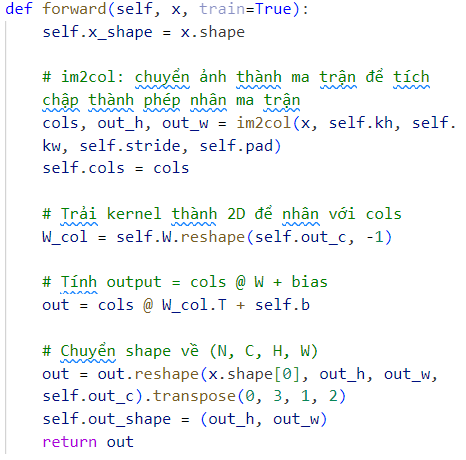 def forward(self, x, train=True):
    self.x_shape = x.shape

    # im2col: chuyển ảnh thành ma trận để tích
    chập thành phép nhân ma trận
    cols, out_h, out_w = im2col(x, self.kh, self.
    kw, self.stride, self.pad)
    self.cols = cols

    # Trải kernel thành 2D để nhân với cols
    W_col = self.W.reshape(self.out_c, -1)

    # Tính output = cols @ W + bias
    out = cols @ W_col.T + self.b

    # Chuyển shape về (N, C, H, W)
    out = out.reshape(x.shape[0], out_h, out_w,
    self.out_c).transpose(0, 3, 1, 2)
    self.out_shape = (out_h, out_w)
    return out